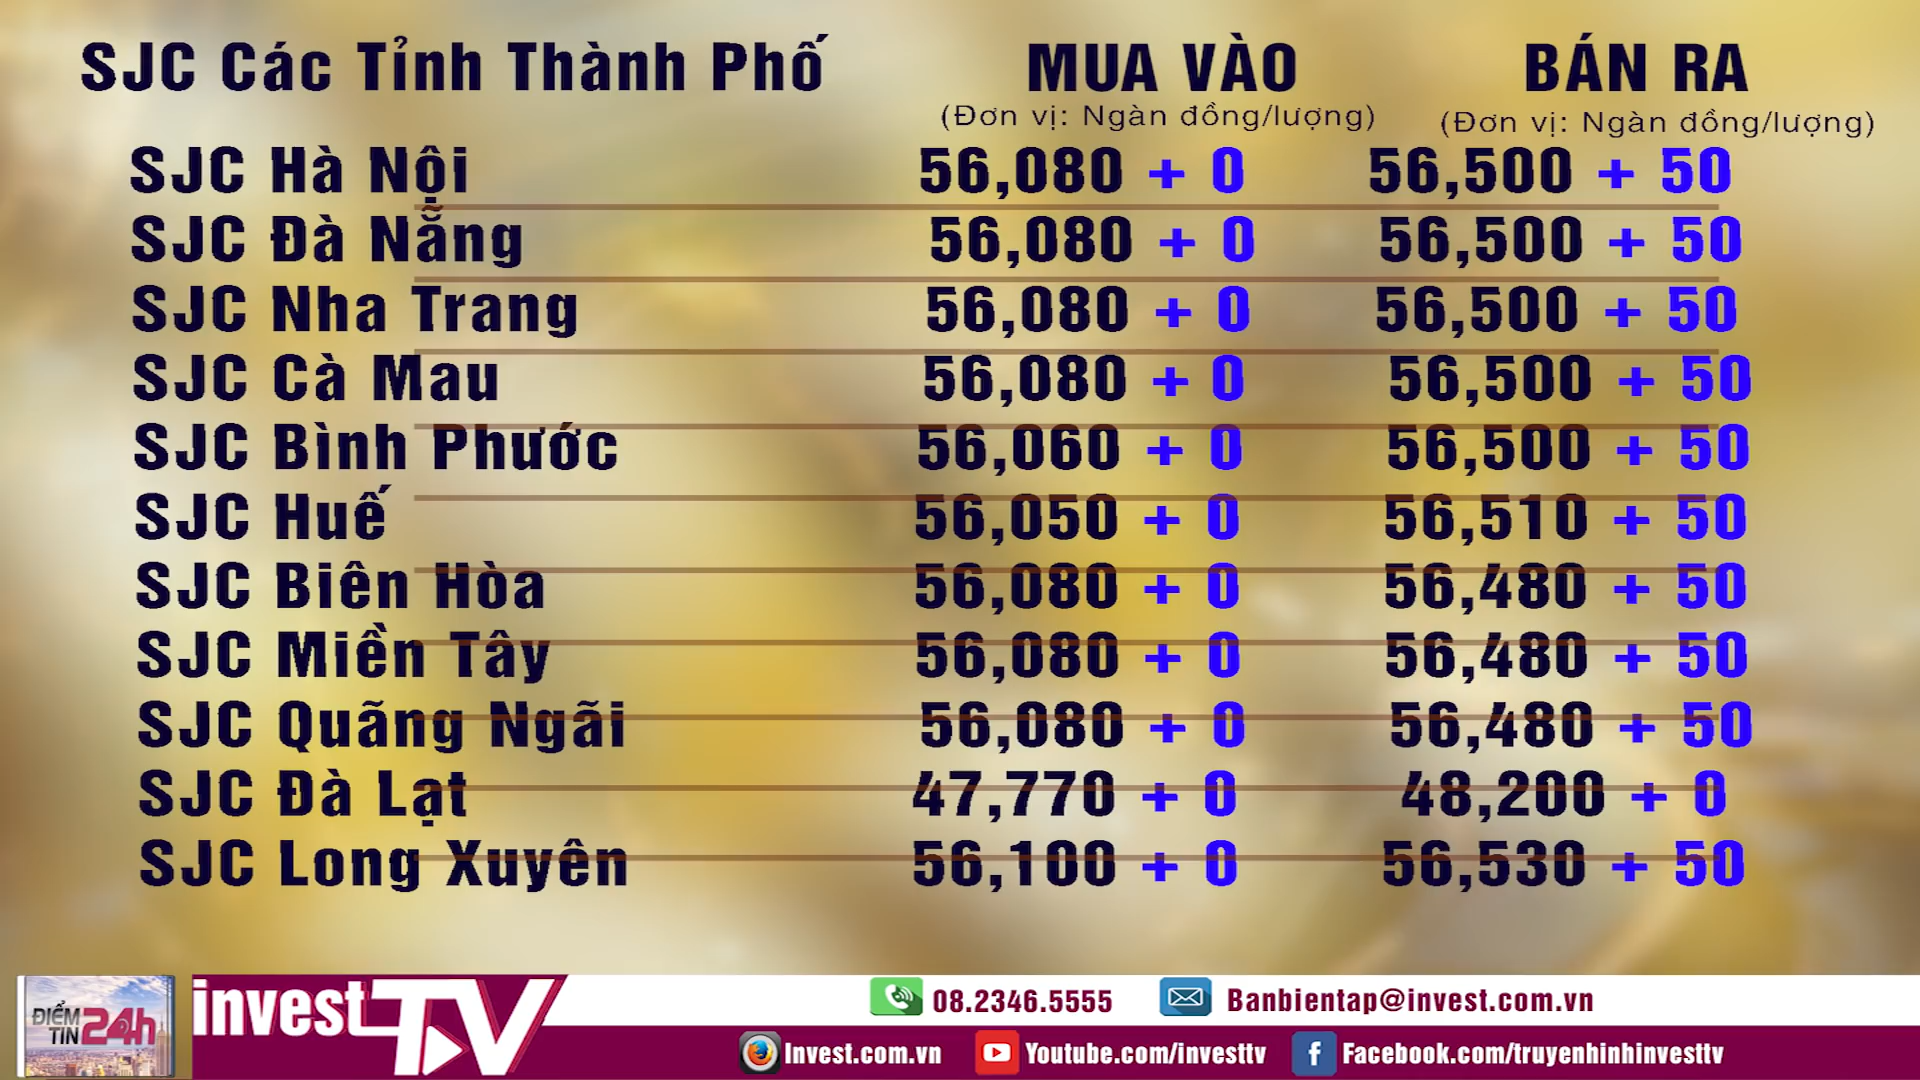 SJC Các Tỉnh Thành Phố MUA VÀO BÁN RA
(Đơn vị: Ngàn đồng/lượng) (Đơn vị: Ngàn đồng/lượng)
SJC Hà Nội 56,080 + 0 56,500 + 50
SJC Đà Nẵng 56,080 + 0 56,500 + 50
SJC Nha Trang 56,080 + 0 56,500 + 50
SJC Cà Mau 56,080 + 0 56,500 + 50
SJC Bình Phước 56,060 + 0 56,500 + 50
SJC Huế 56,050 + 0 56,510 + 50
SJC Biên Hòa 56,080 + 0 56,480 + 50
SJC Miền Tây 56,080 + 0 56,480 + 50
SJC Quãng Ngãi 56,080 + 0 56,480 + 50
SJC Đà Lạt 47,770 + 0 48,200 + 0
SJC Long Xuyên 56,100 + 0 56,530 + 50
ĐIỂM TIN 24h
invest TV
08.2346.5555 Banbientap@invest.com.vn
Invest.com.vn Youtube.com/investtv Facebook.com/truyenhinhinvesttv